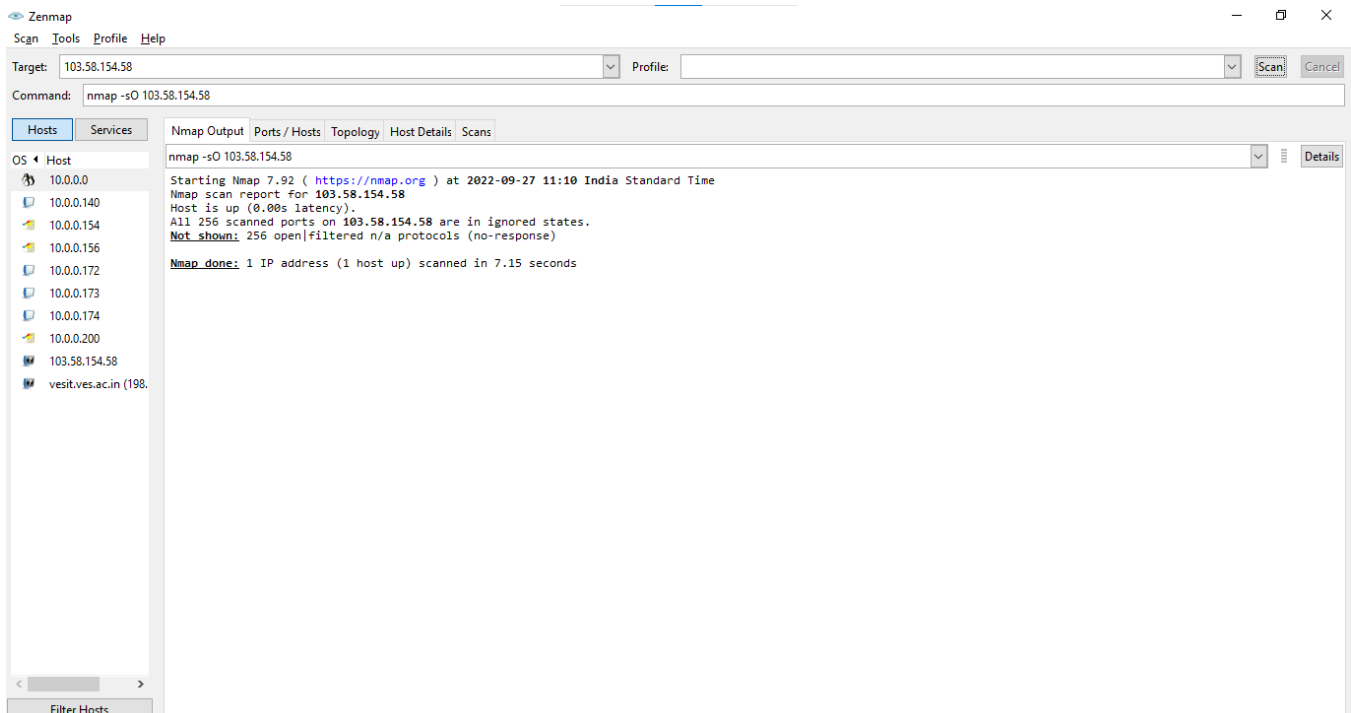 Zenmap
Scan Tools Profile Help
Target: 103.58.154.58 Profile: Scan Cancel
Command: nmap -sO 103.58.154.58
Hosts Services Nmap Output Ports / Hosts Topology Host Details Scans
OS Host nmap -sO 103.58.154.58 Details
10.0.0.0
10.0.0.140
10.0.0.154
10.0.0.156
10.0.0.172
10.0.0.173
10.0.0.174
10.0.0.200
103.58.154.58
vesit.ves.ac.in (198.
Starting Nmap 7.92 ( https://nmap.org ) at 2022-09-27 11:10 India Standard Time
Nmap scan report for 103.58.154.58
Host is up (0.00s latency).
All 256 scanned ports on 103.58.154.58 are in ignored states.
Not shown: 256 open|filtered n/a protocols (no-response)
Nmap done: 1 IP address (1 host up) scanned in 7.15 seconds
Filter Hosts